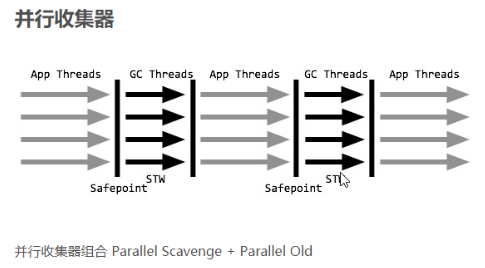 并行收集器
App Threads GC Threads App Threads GC Threads App Threads
STW
Safepoint Safepoint
并行收集器组合 Parallel Scavenge + Parallel Old